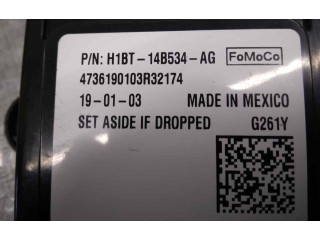 P/N: H1BT-14B534-AG FoMoCo
4736190103R32174
19-01-03 MADE IN MEXICO
SET ASIDE IF DROPPED G261Y